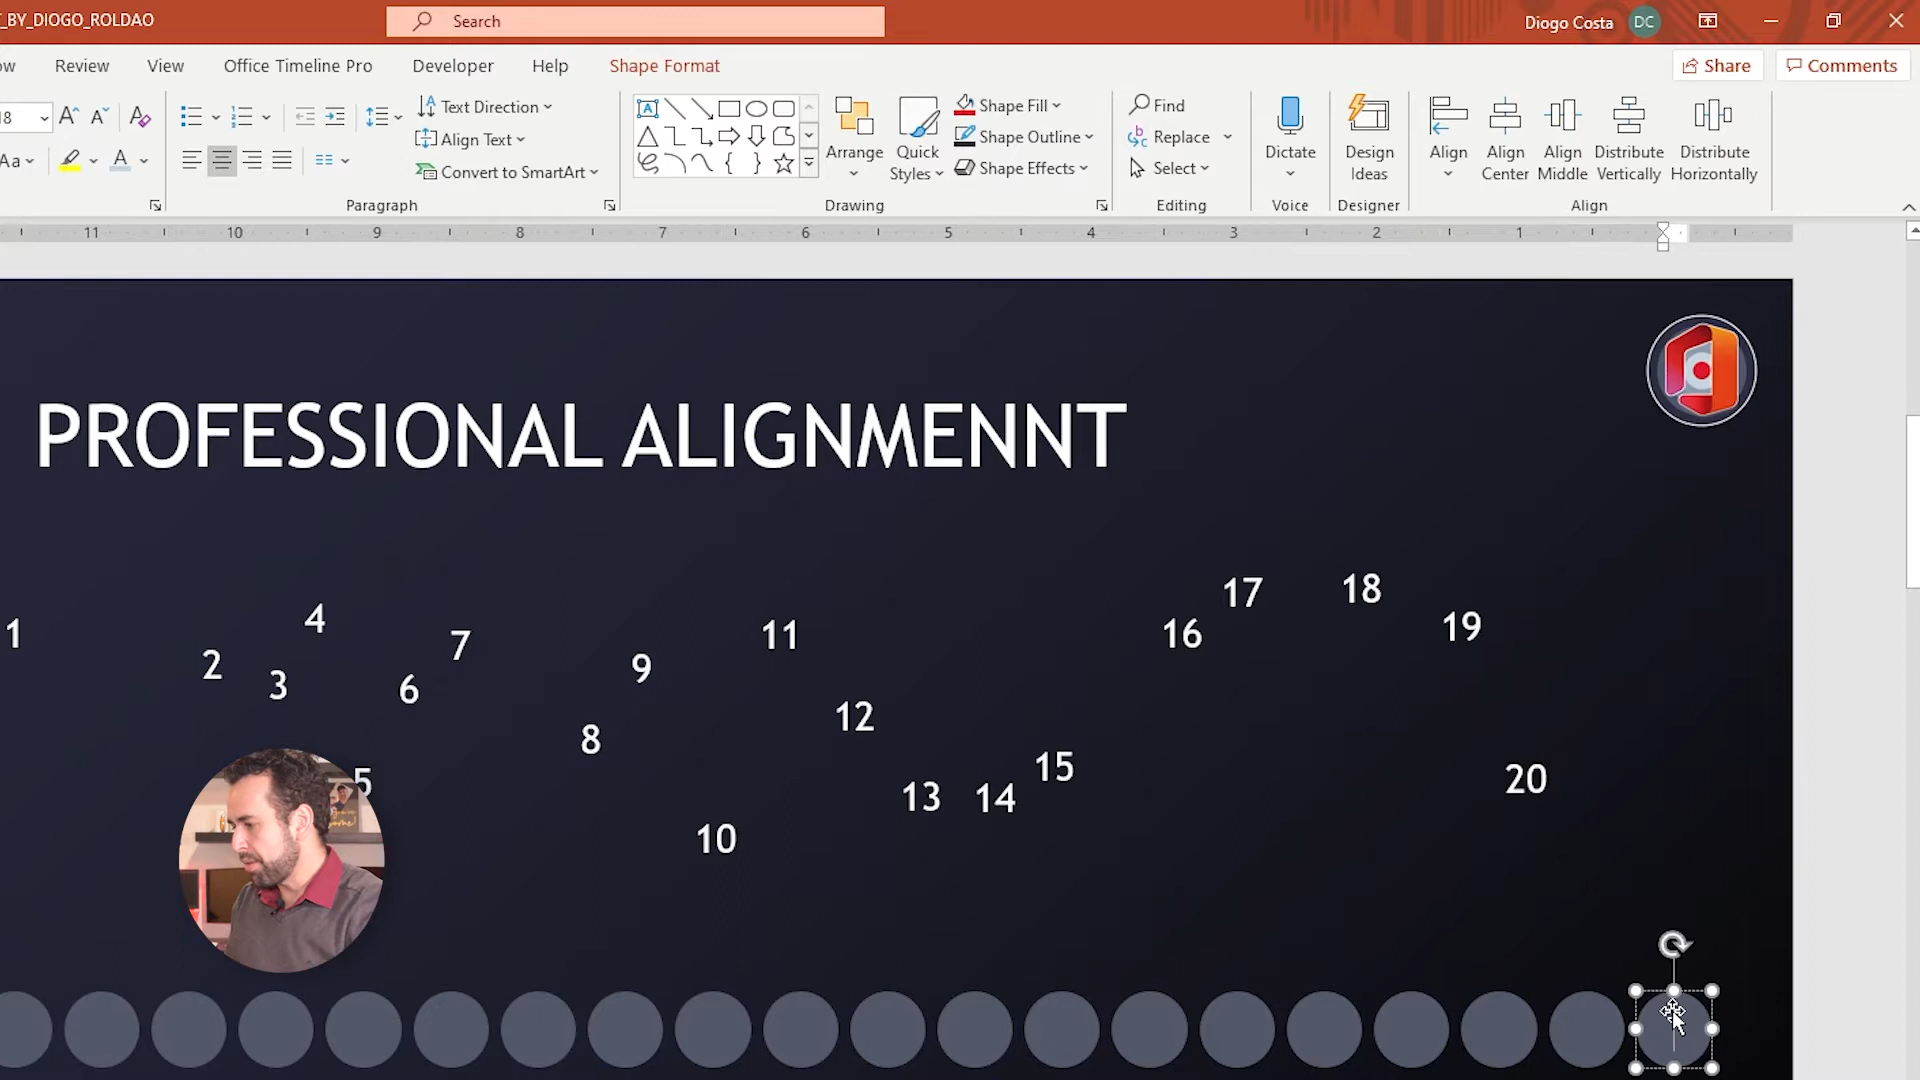 _BY_DIOGO_ROLDAO
Search
Diogo Costa
DC
Review
View
Office Timeline Pro
Developer
Help
Shape Format
Share
Comments
Text Direction
Align Text
Convert to SmartArt
Paragraph
Arrange
Quick
Styles
Shape Fill
Shape Outline
Shape Effects
Drawing
Find
Replace
Select
Editing
Dictate
Voice
Design
Ideas
Designer
Align
Align
Center
Align
Middle
Distribute
Vertically
Distribute
Horizontally
Align
11 10 9 8 7 6 5 4 3 2 1
PROFESSIONAL ALIGNMENNT
1
2
3
4
5
6
7
8
9
10
11
12
13
14
15
16
17
18
19
20